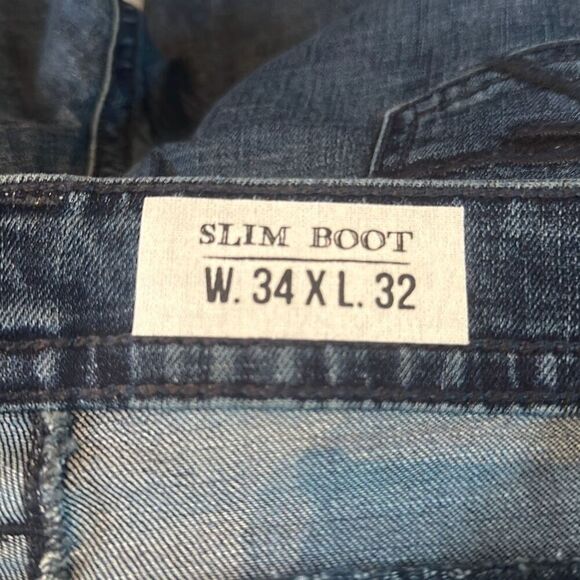 SLIM BOOT
W. 34 X L. 32